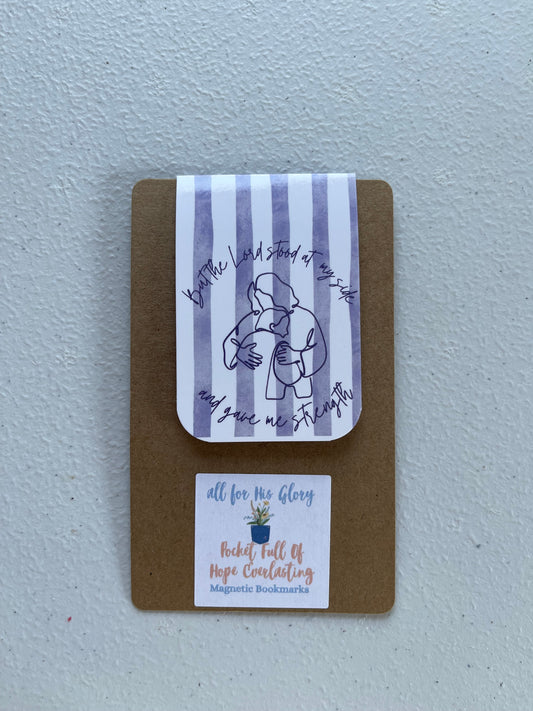 But the Lord stood at my side
and gave me strength
All for His Glory
Pocket Full Of
Hope Everlasting
Magnetic Bookmarks